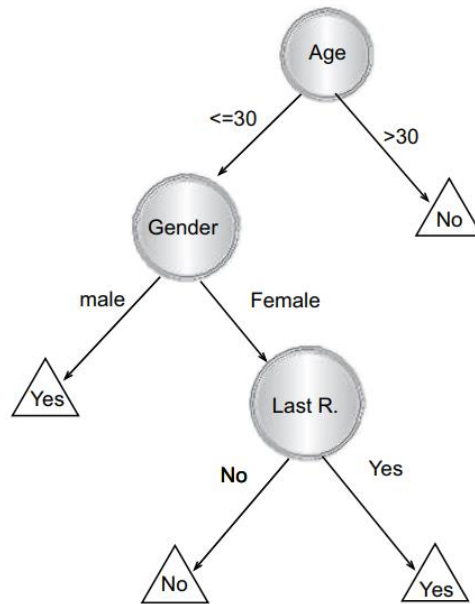 Age
<=30
>30
Gender
No
male
Female
Yes
Last R.
No
Yes
No
Yes